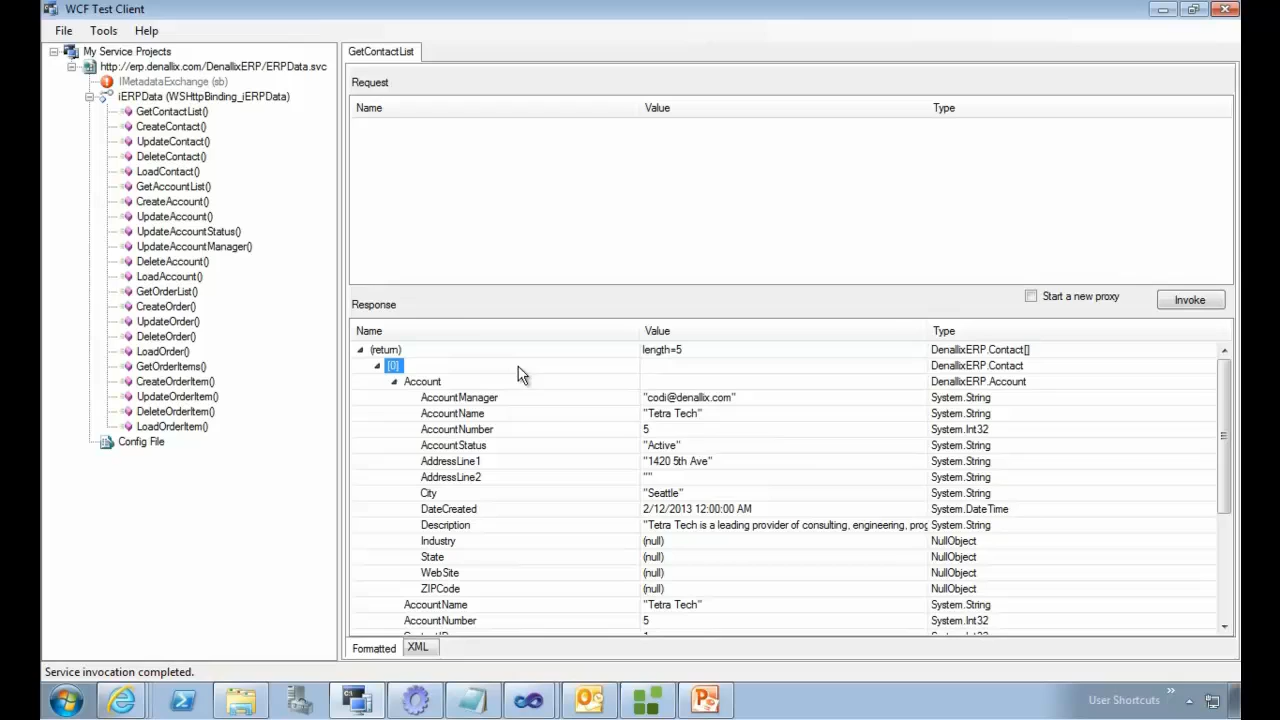 WCF Test Client
File Tools Help
My Service Projects
http://erp.denallix.com/DenallixERP/ERPData.svc
IMetadataExchange (sb)
iERPData (WSHttpBinding_iERPData)
GetContactList()
CreateContact()
UpdateContact()
DeleteContact()
LoadContact()
GetAccountList()
CreateAccount()
UpdateAccount()
UpdateAccountStatus()
UpdateAccountManager()
DeleteAccount()
LoadAccount()
GetOrderList()
CreateOrder()
UpdateOrder()
DeleteOrder()
LoadOrder()
GetOrderItems()
CreateOrderItem()
UpdateOrderItem()
DeleteOrderItem()
LoadOrderItem()
Config File
GetContactList
Request
Name Value Type
Start a new proxy Invoke
Response
Name Value Type
(return) length=5 DenallixERP.Contact[]
[0] DenallixERP.Contact
Account DenallixERP.Account
AccountManager "codi@denallix.com" System.String
AccountName "Tetra Tech" System.String
AccountNumber 5 System.Int32
AccountStatus "Active" System.String
AddressLine1 "1420 5th Ave" System.String
AddressLine2 "" System.String
City "Seattle" System.String
DateCreated 2/12/2013 12:00:00 AM System.DateTime
Description "Tetra Tech is a leading provider of consulting, engineering, prog System.String
Industry (null) NullObject
State (null) NullObject
WebSite (null) NullObject
ZIPCode (null) NullObject
AccountName "Tetra Tech" System.String
AccountNumber 5 System.Int32
Formatted XML
Service invocation completed.
User Shortcuts